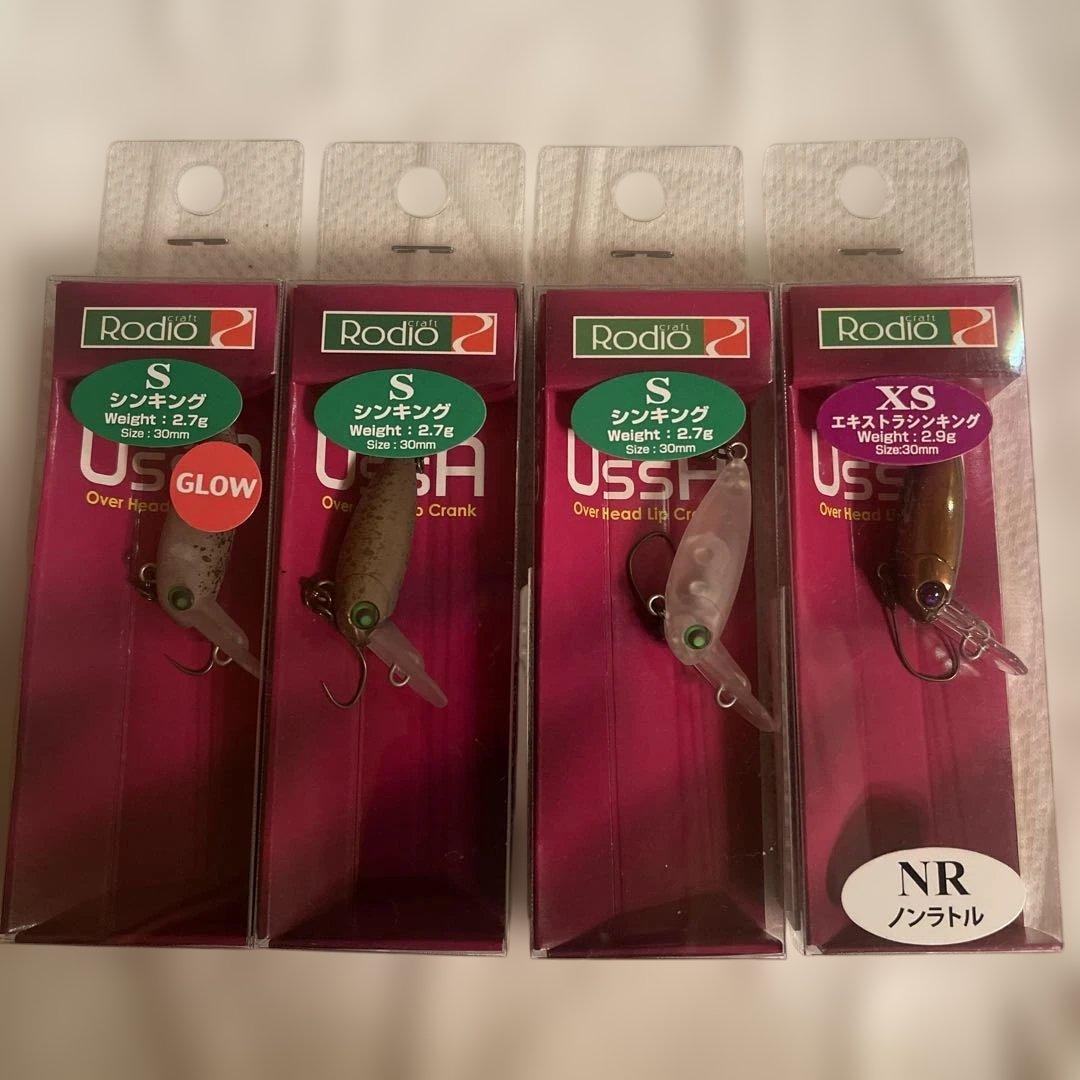 Rodio craft
S
シンキング
Weight : 2.7g
Size : 30mm
GLOW
Over Head
Rodio craft
S
シンキング
Weight : 2.7g
Size : 30mm
UssA
Crank
Rodio craft
S
シンキング
Weight : 2.7g
Size : 30mm
UssA
Over Head Lip
Rodio craft
XS
エキストラシンキング
Weight : 2.9g
Size:30mm
Over Head
NR
ノンラトル